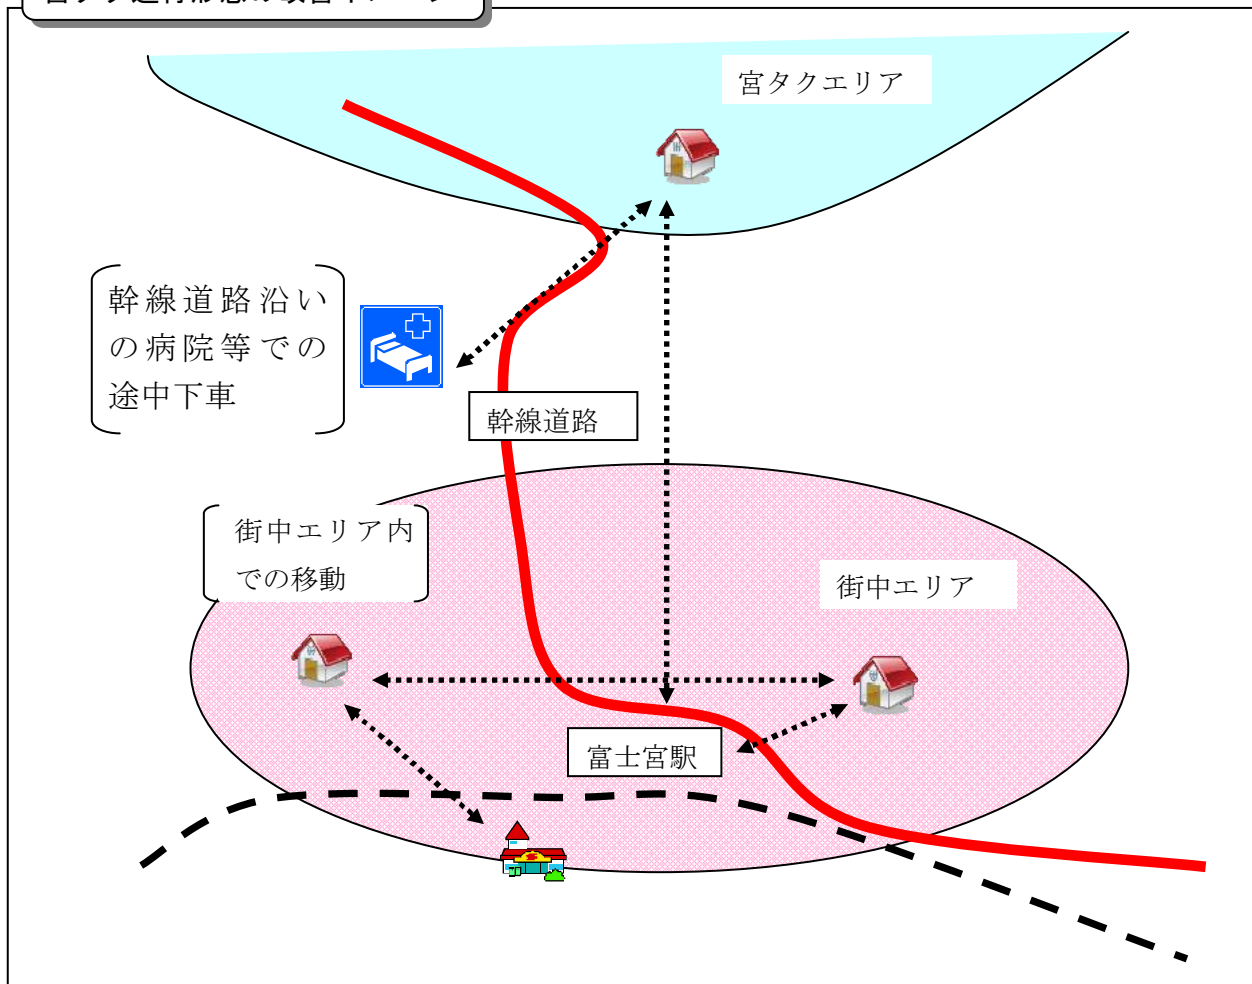 宮タクエリア
幹線道路沿い
の病院等での
途中下車
幹線道路
街中エリア内
での移動
街中エリア
富士宮駅